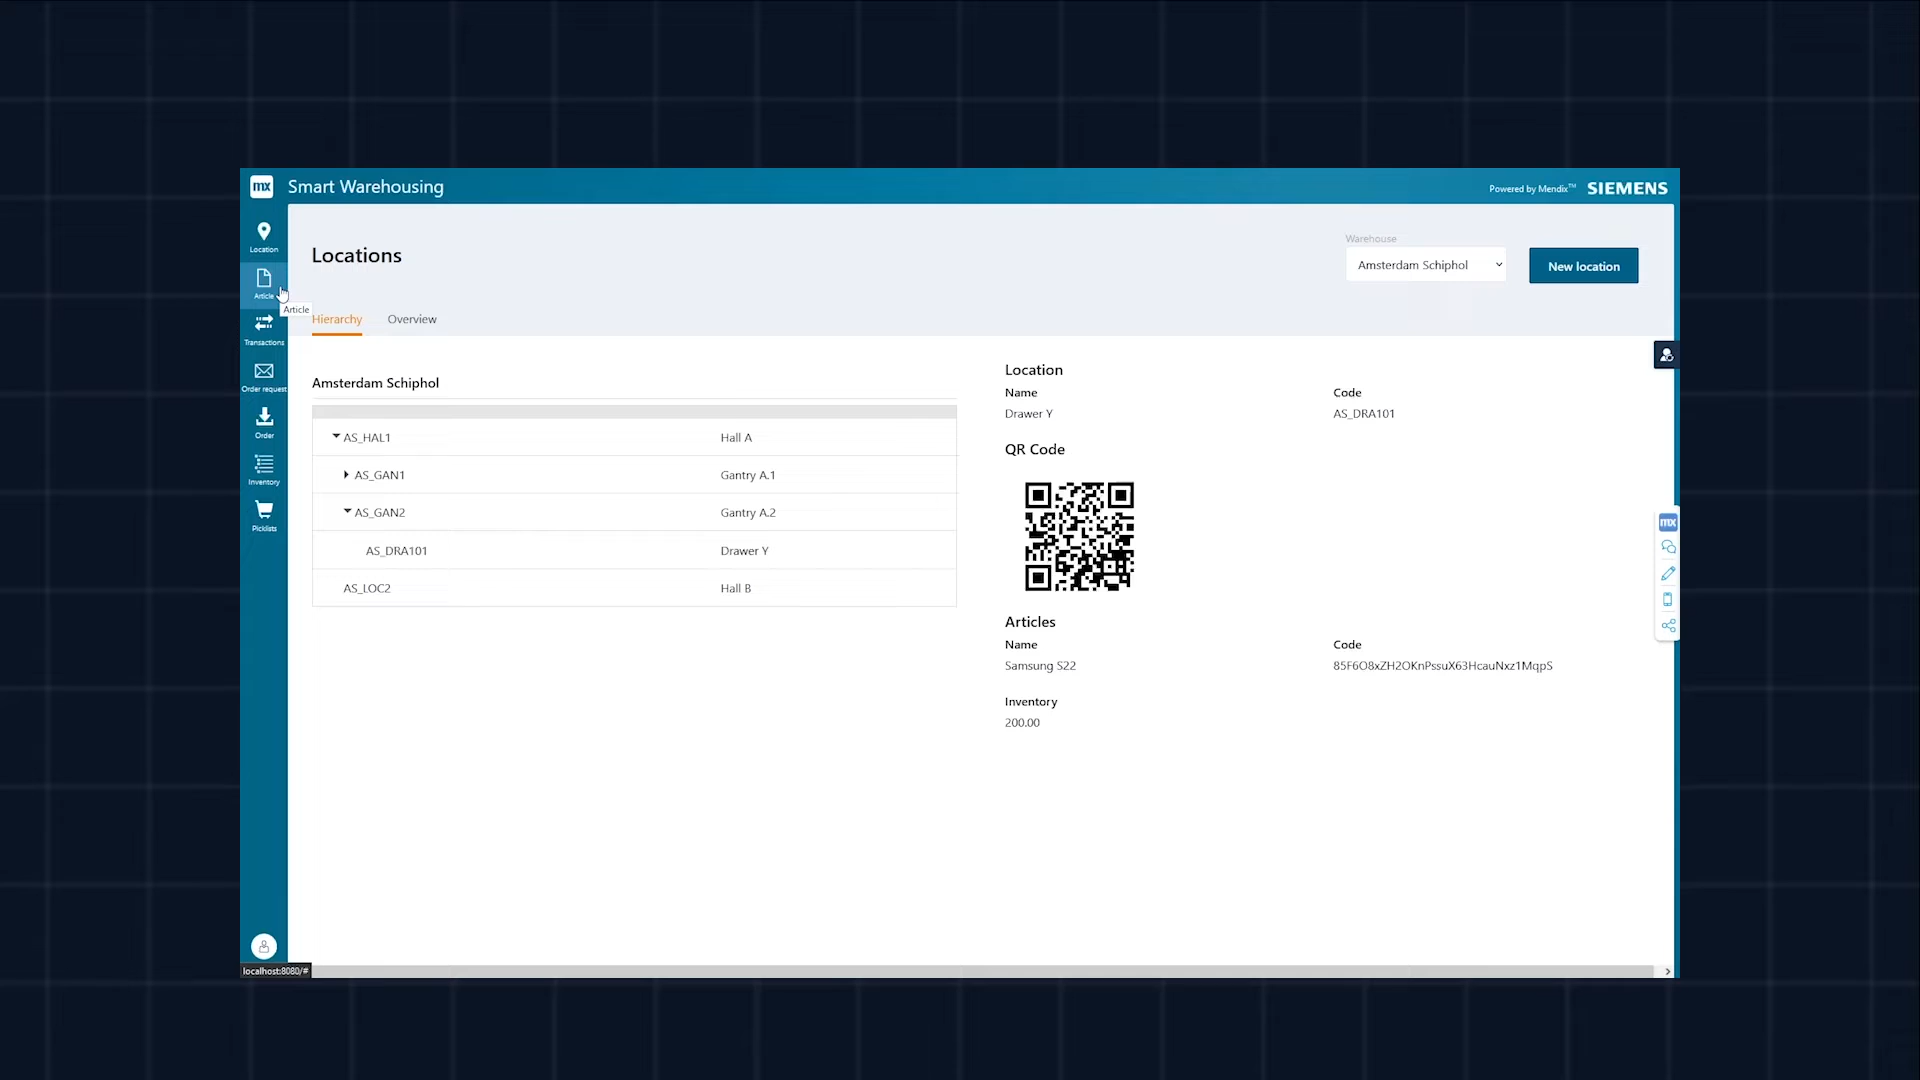 mx Smart Warehousing
Powered by Mendix™ SIEMENS
Location
Article
Article
Transactions
Order request
Order
Inventory
Picklists
Locations
Warehouse
Amsterdam Schiphol
New location
Hierarchy Overview
Amsterdam Schiphol
AS_HAL1 Hall A
AS_GAN1 Gantry A.1
AS_GAN2 Gantry A.2
AS_DRA101 Drawer Y
AS_LOC2 Hall B
Location
Name Code
Drawer Y AS_DRA101
QR Code
Articles
Name Code
Samsung S22 85F6O8xZH2OKnPssuX63HcauNxz1MqpS
Inventory
200.00
mx
localhost:8080/#